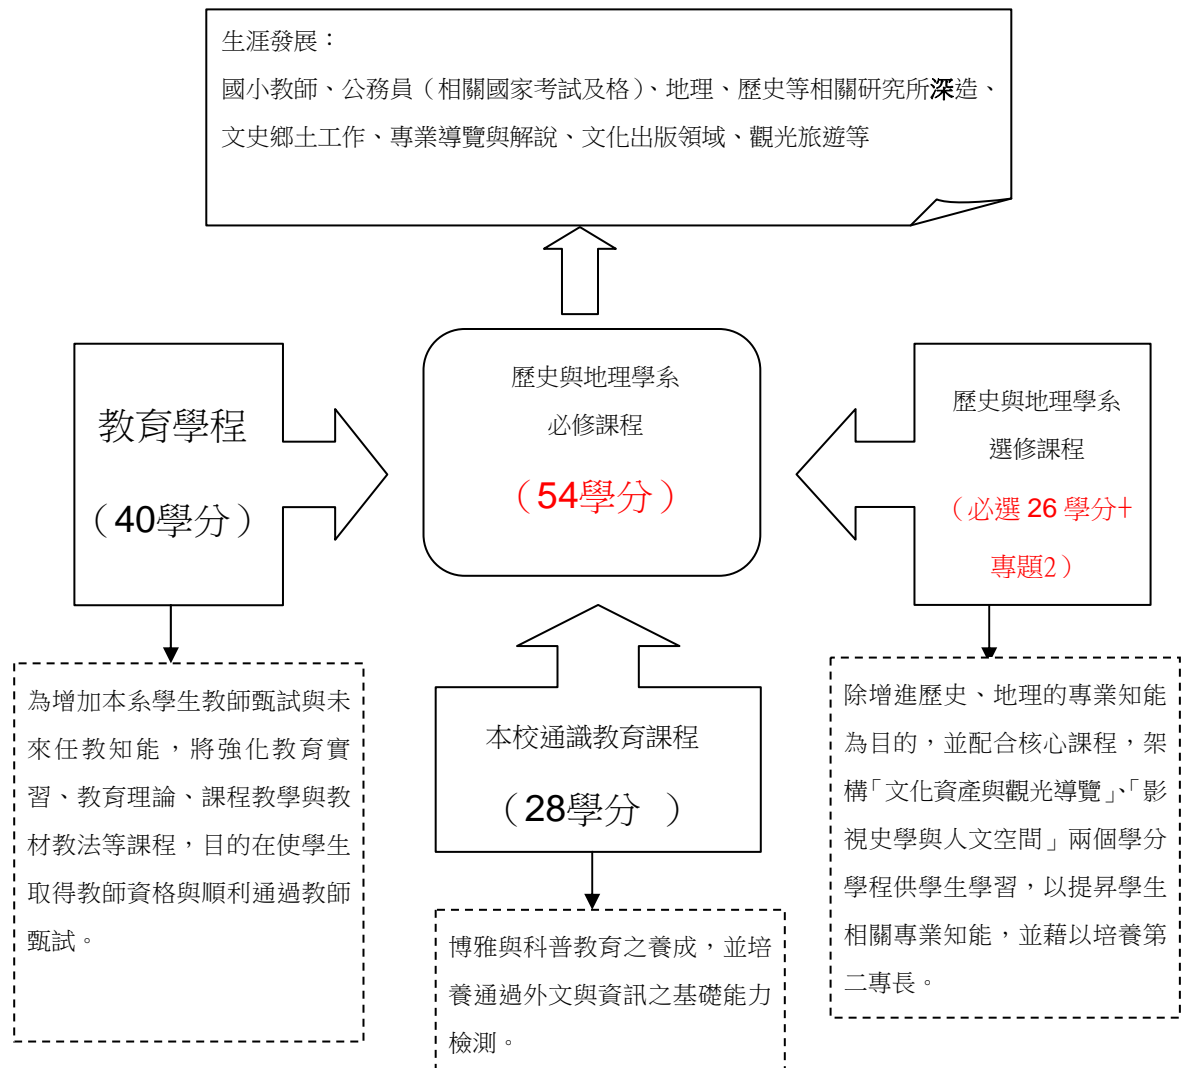 生涯發展：
國小教師、公務員（相關國家考試及格）、地理、歷史等相關研究所深造、
文史鄉土工作、專業導覽與解說、文化出版領域、觀光旅遊等
教育學程
（40學分）
歷史與地理學系
必修課程
（54學分）
歷史與地理學系
選修課程
（必選 26 學分+
專題2）
為增加本系學生教師甄試與未
來任教知能，將強化教育實
習、教育理論、課程教學與教
材教法等課程，目的在使學生
取得教師資格與順利通過教師
甄試。
本校通識教育課程
（28學分 ）
博雅與科普教育之養成，並培
養通過外文與資訊之基礎能力
檢測。
除增進歷史、地理的專業知能
為目的，並配合核心課程，架
構「文化資產與觀光導覽」、「影
視史學與人文空間」兩個學分
學程供學生學習，以提昇學生
相關專業知能，並藉以培養第
二專長。